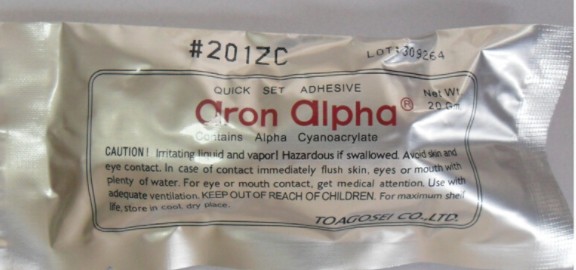 #201ZC
LOT 309264
QUICK SET ADHESIVE
aron alpha®
Net Wt.
20 Gm
Contains Alpha Cyanoacrylate
CAUTION! Irritating liquid and vapor! Hazardous if swallowed. Avoid skin and
eye contact. In case of contact immediately flush skin, eyes or mouth with
plenty of water. For eye or mouth contact, get medical attention. Use with
adequate ventilation. KEEP OUT OF REACH OF CHILDREN. For maximum shelf
life, store in cool, dry place.
TOAGOSEI CO., LTD.